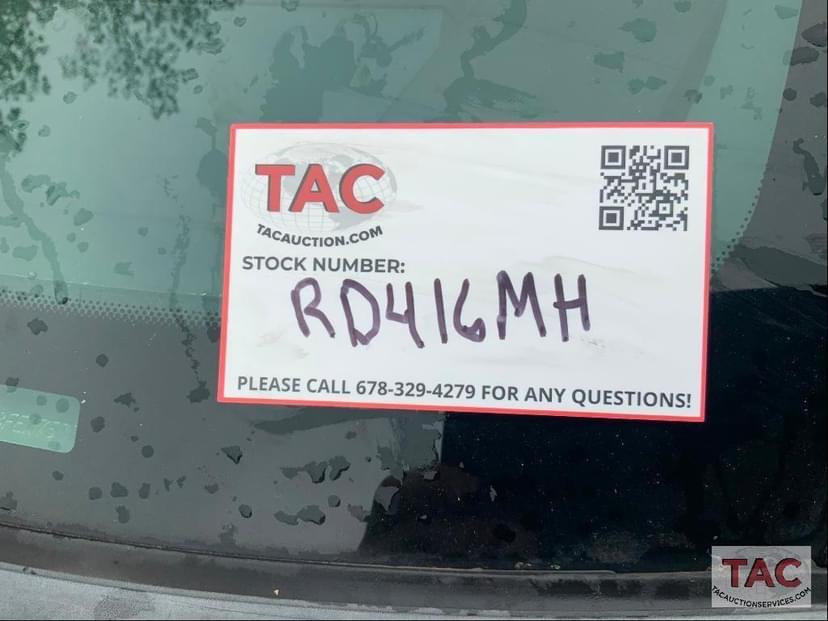 TAC
TACAUCTION.COM
STOCK NUMBER:
RD416MH
PLEASE CALL 678-329-4279 FOR ANY QUESTIONS!
TAC
TACAUCTIONSERVICES.COM